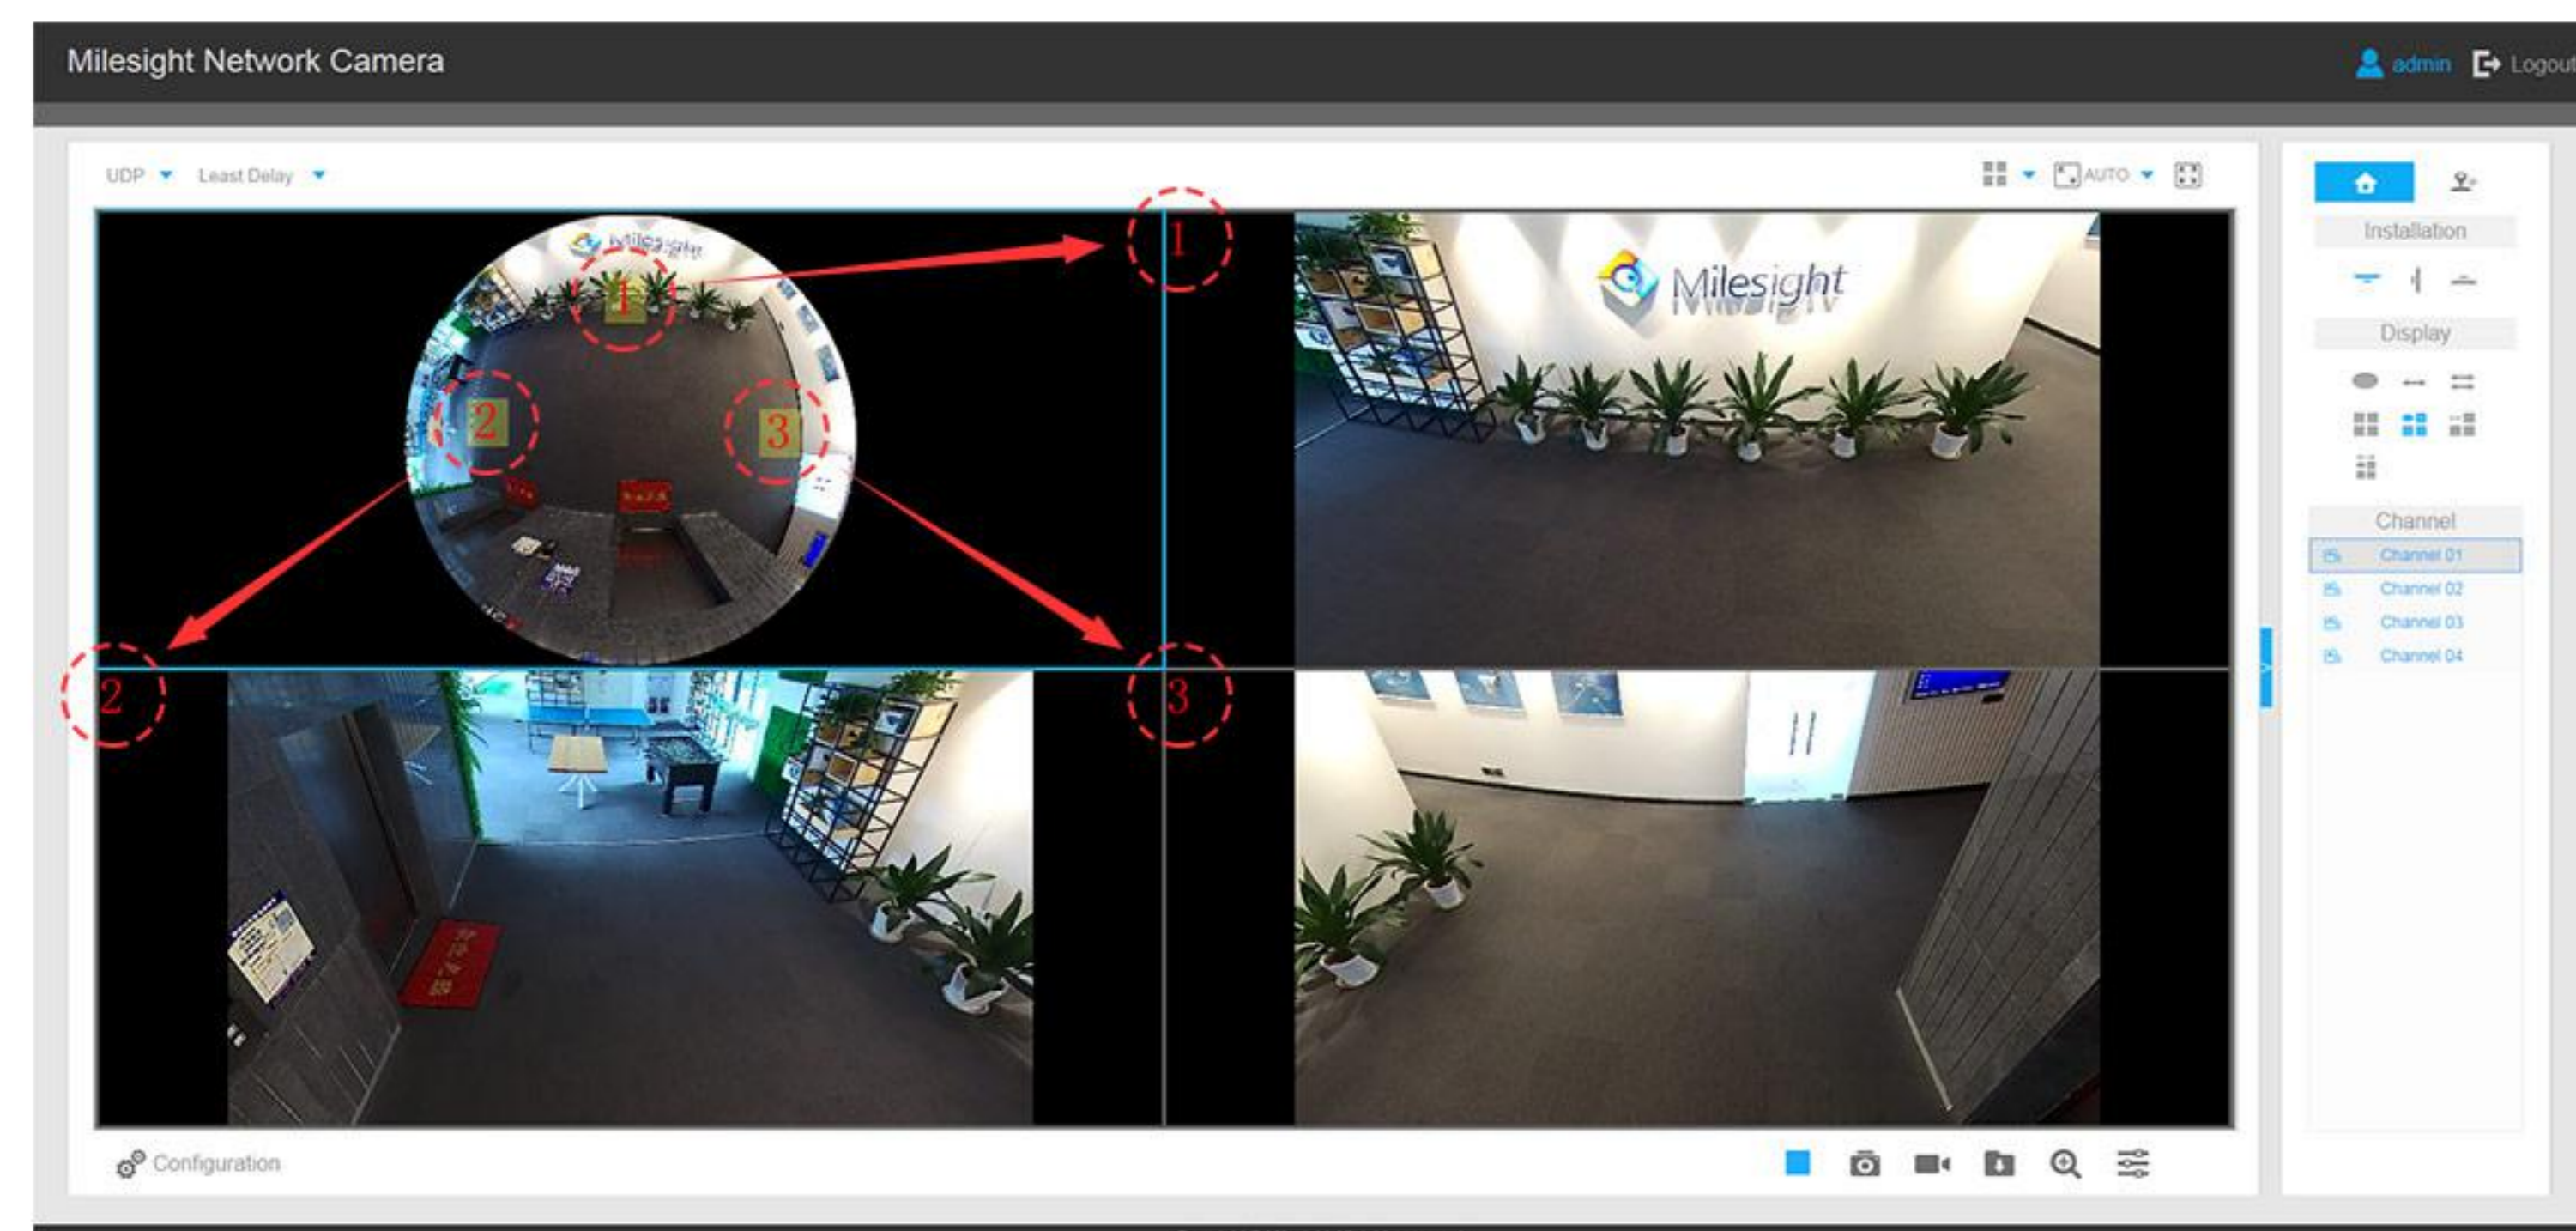 Milesight Network Camera
admin Logout
UDP Least Delay
AUTO
Installation
Display
Channel
Channel 01
Channel 02
Channel 03
Channel 04
1
Milesight
1
2
3
Milesight
2
3
Configuration